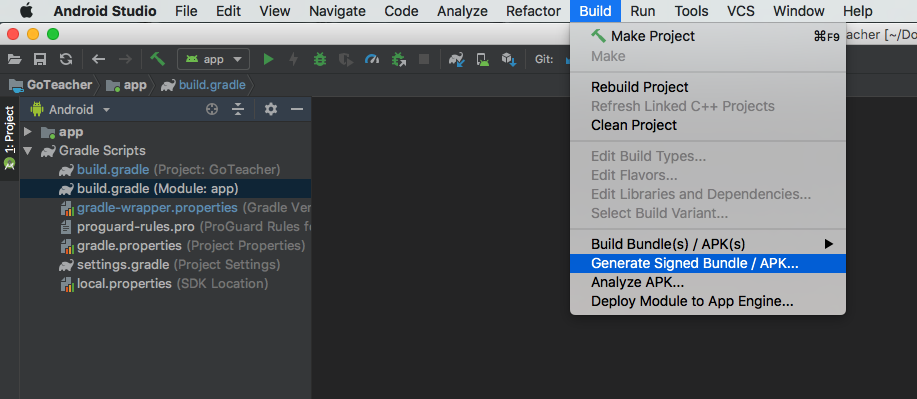 Android Studio File Edit View Navigate Code Analyze Refactor Build Run Tools VCS Window Help
Make Project ⌘F9
eacher [~/Do
Make
app
Git:
Rebuild Project
GoTeacher app build.gradle
Refresh Linked C++ Projects
Android
Clean Project
1: Project
app
Gradle Scripts
Edit Build Types...
build.gradle (Project: GoTeacher)
Edit Flavors...
build.gradle (Module: app)
Edit Libraries and Dependencies...
gradle-wrapper.properties (Gradle Ver
Select Build Variant...
proguard-rules.pro (ProGuard Rules fo
gradle.properties (Project Properties)
Build Bundle(s) / APK(s)
settings.gradle (Project Settings)
Generate Signed Bundle / APK...
local.properties (SDK Location)
Analyze APK...
Deploy Module to App Engine...